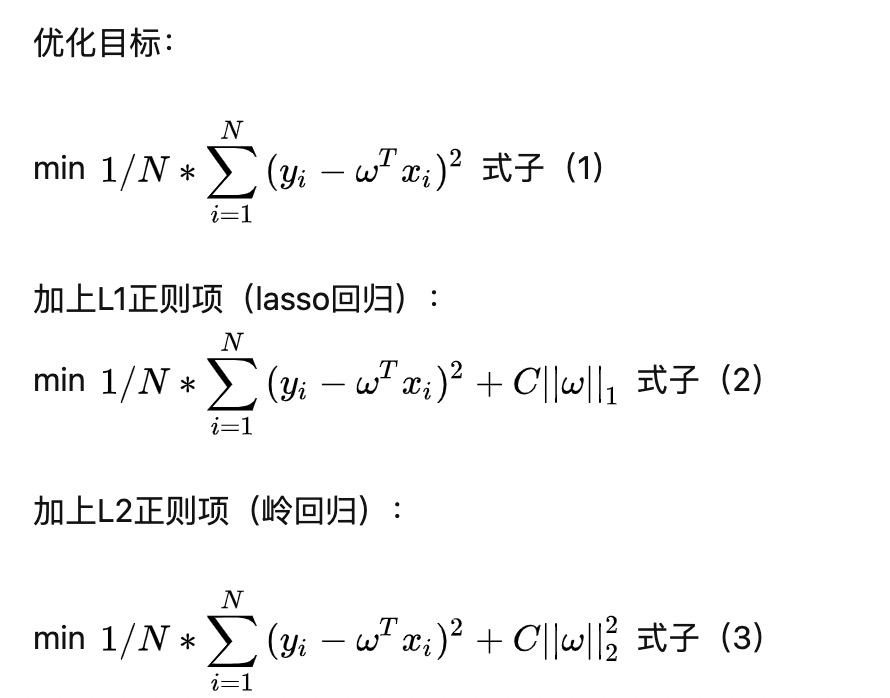 优化目标：
min $1/N * \sum_{i=1}^{N} (y_i - \omega^T x_i)^2$ 式子（1）
加上L1正则项（lasso回归）：
min $1/N * \sum_{i=1}^{N} (y_i - \omega^T x_i)^2 + C||\omega||_1$ 式子（2）
加上L2正则项（岭回归）：
min $1/N * \sum_{i=1}^{N} (y_i - \omega^T x_i)^2 + C||\omega||_2^2$ 式子（3）